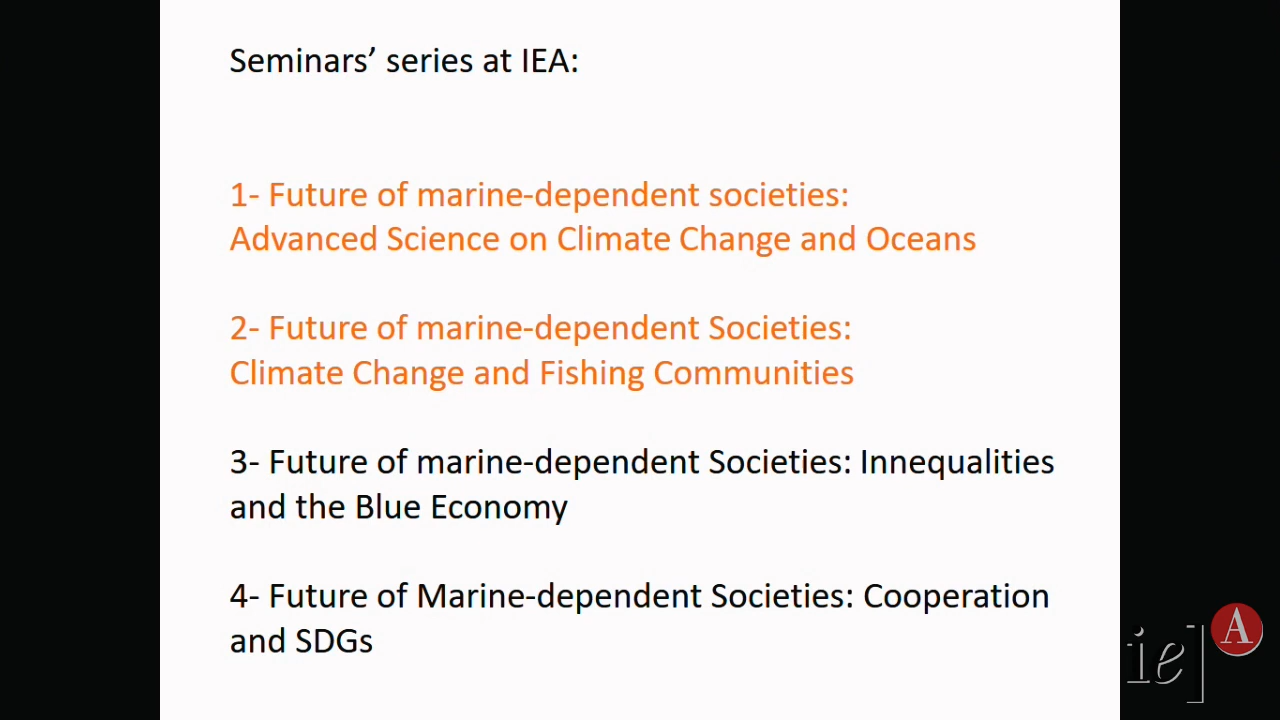 Seminars’ series at IEA:
1- Future of marine-dependent societies:
Advanced Science on Climate Change and Oceans
2- Future of marine-dependent Societies:
Climate Change and Fishing Communities
3- Future of marine-dependent Societies: Innequalities
and the Blue Economy
4- Future of Marine-dependent Societies: Cooperation
and SDGs
ie]A